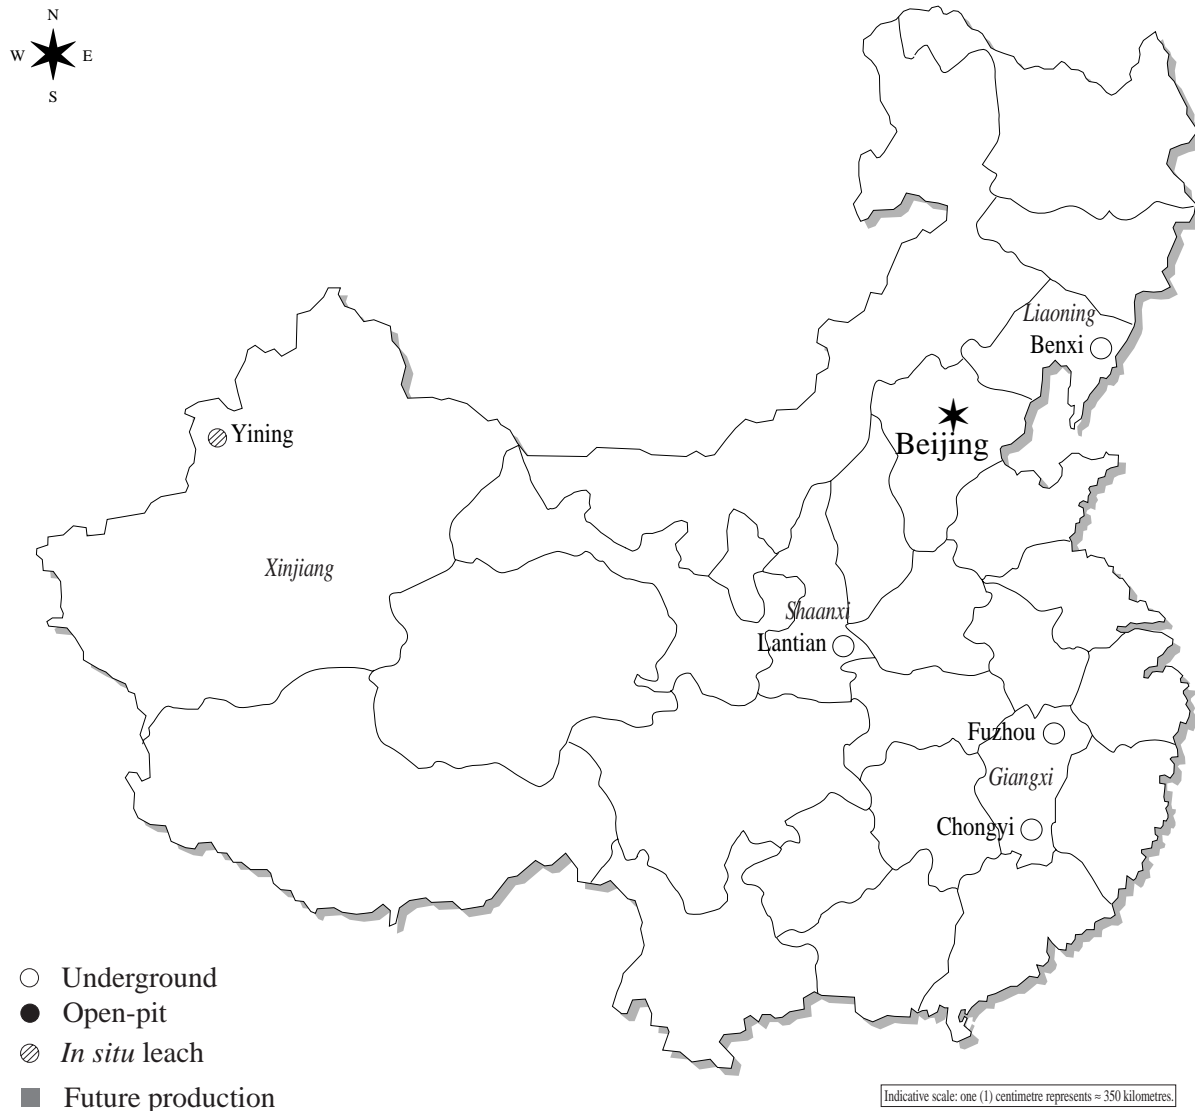 N
W E
S
Liaoning
Benxi
Yining
Beijing
Xinjiang
Shaanxi
Lantian
Fuzhou
Giangxi
Chongyi
Underground
Open-pit
In situ leach
Future production
Indicative scale: one (1) centimetre represents ≈ 350 kilometres.